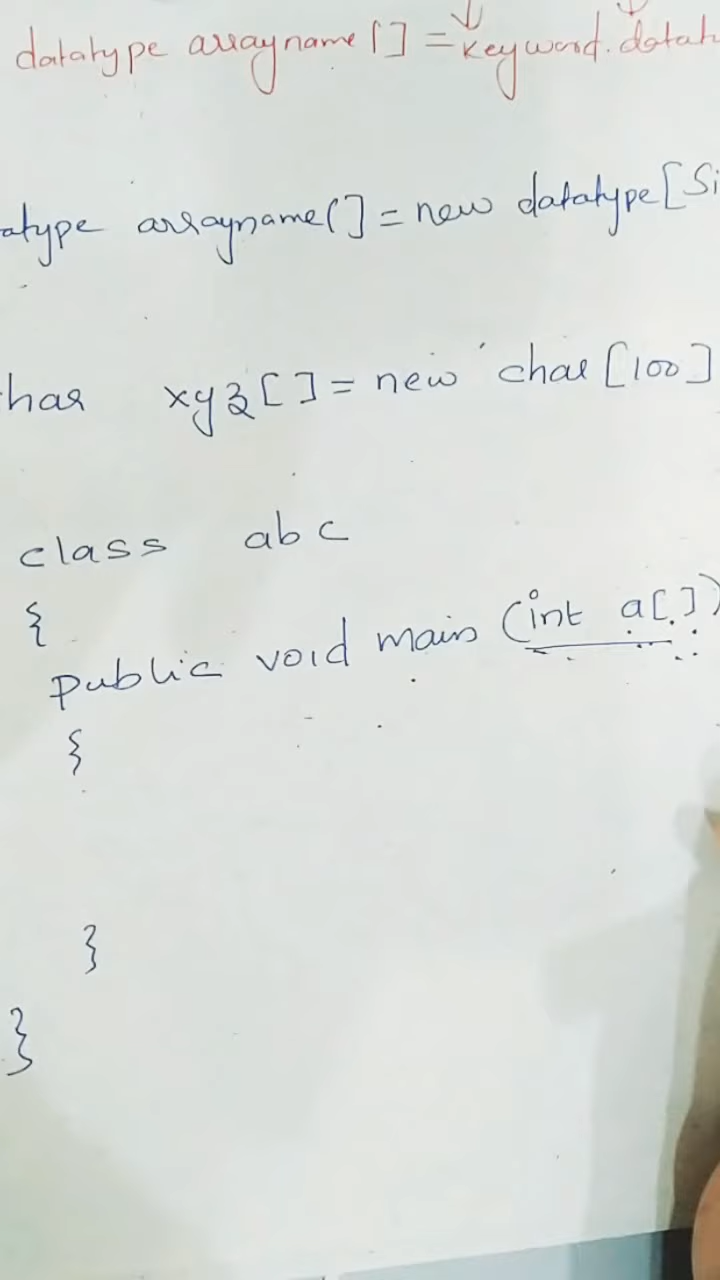 datatype arrayname[] = keyword. datat
atype arrayname[] = new datatype[Si
har xyz[] = new char[100]
class abc
{
public void main (int a[])
{
}
}